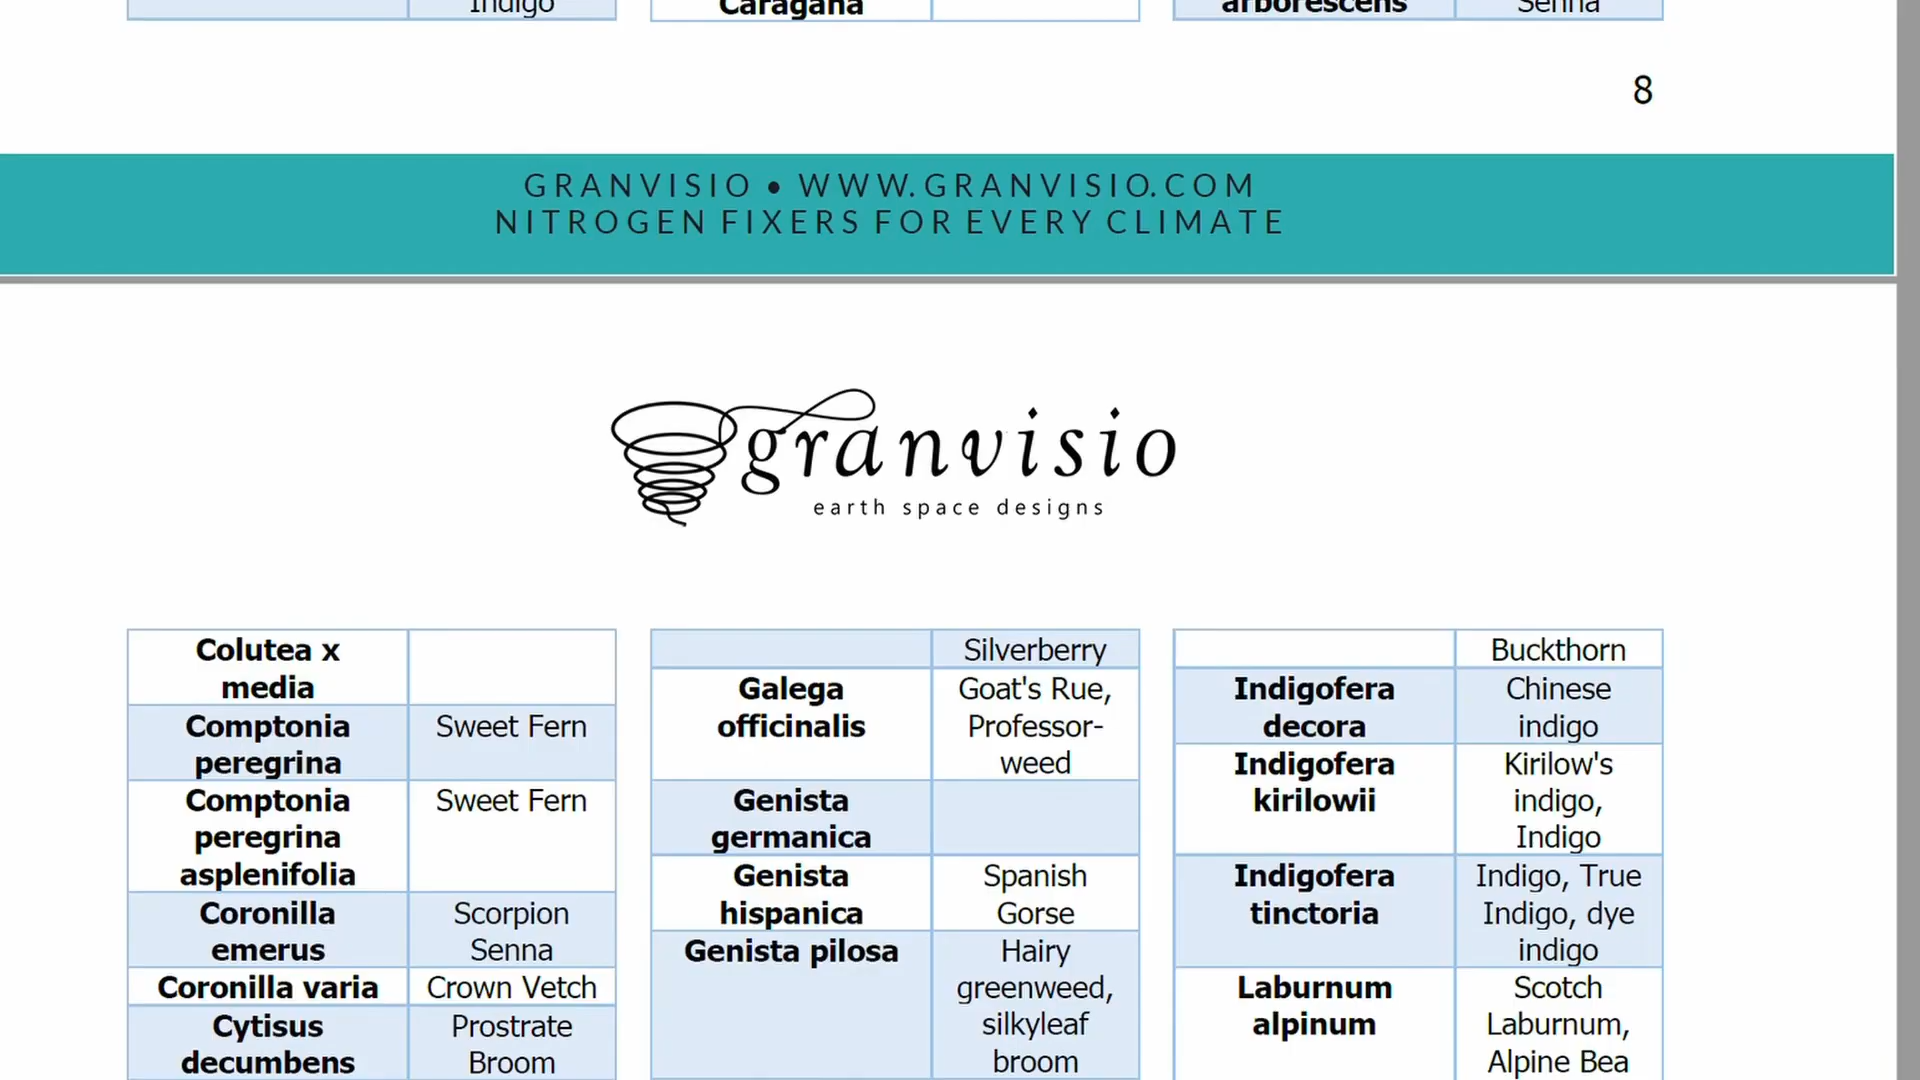 Indigo
Caragana
arborescens
Senna
8
GRANVISIO • WWW.GRANVISIO.COM
NITROGEN FIXERS FOR EVERY CLIMATE
granvisio
earth space designs
Colutea x
media
Comptonia
peregrina
Sweet Fern
Comptonia
peregrina
asplenifolia
Sweet Fern
Coronilla
emerus
Scorpion
Senna
Coronilla varia
Crown Vetch
Cytisus
decumbens
Prostrate
Broom
Silverberry
Galega
officinalis
Goat's Rue,
Professor-
weed
Genista
germanica
Genista
hispanica
Spanish
Gorse
Genista pilosa
Hairy
greenweed,
silkyleaf
broom
Buckthorn
Indigofera
decora
Chinese
indigo
Indigofera
kirilowii
Kirilow's
indigo,
Indigo
Indigofera
tinctoria
Indigo, True
Indigo, dye
indigo
Laburnum
alpinum
Scotch
Laburnum,
Alpine Bea